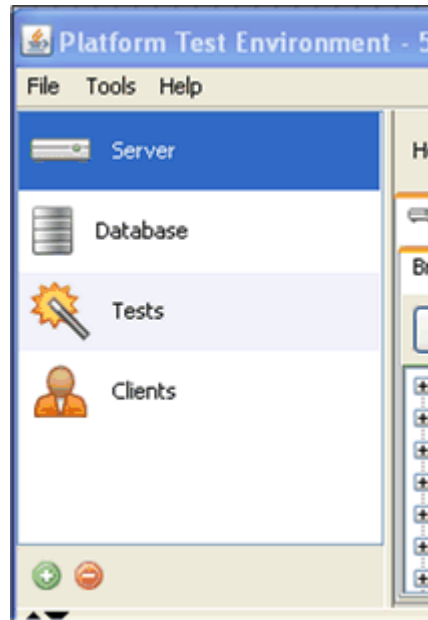 Platform Test Environment - 5
File Tools Help
Server
Database
Tests
Clients